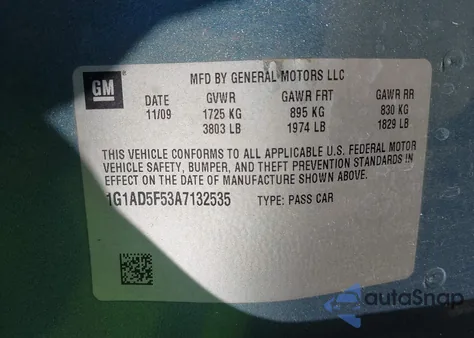 GM
MFD BY GENERAL MOTORS LLC
DATE GVWR GAWR FRT GAWR RR
11/09 1725 KG 895 KG 830 KG
3803 LB 1974 LB 1829 LB
THIS VEHICLE CONFORMS TO ALL APPLICABLE U.S. FEDERAL MOTOR
VEHICLE SAFETY, BUMPER, AND THEFT PREVENTION STANDARDS IN
EFFECT ON THE DATE OF MANUFACTURE SHOWN ABOVE.
1G1AD5F53A7132535 TYPE: PASS CAR
autoSnap